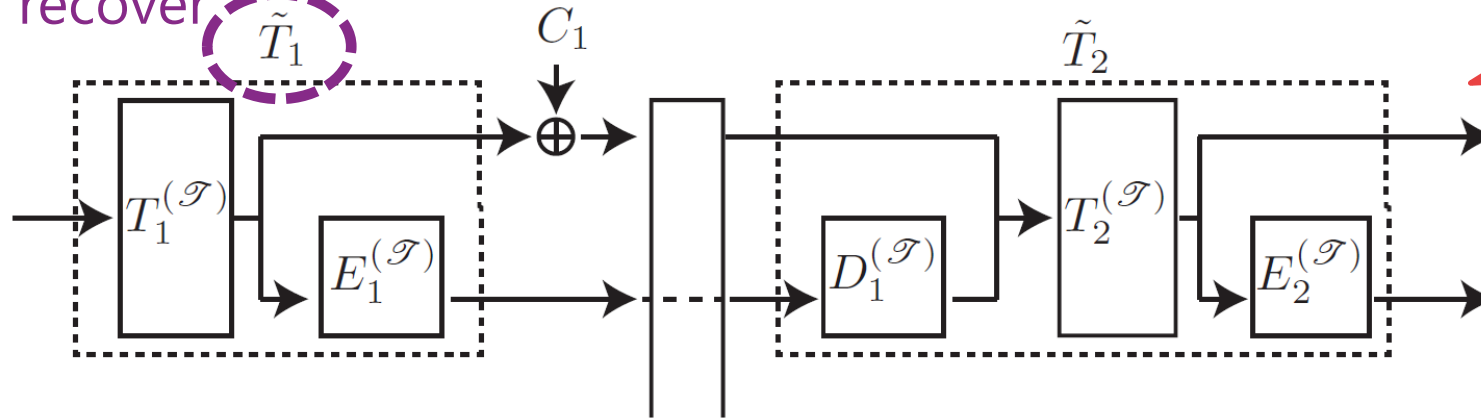 recover
T̃₁
C₁
T̃₂
T₁^(𝒯)
E₁^(𝒯)
D₁^(𝒯)
T₂^(𝒯)
E₂^(𝒯)